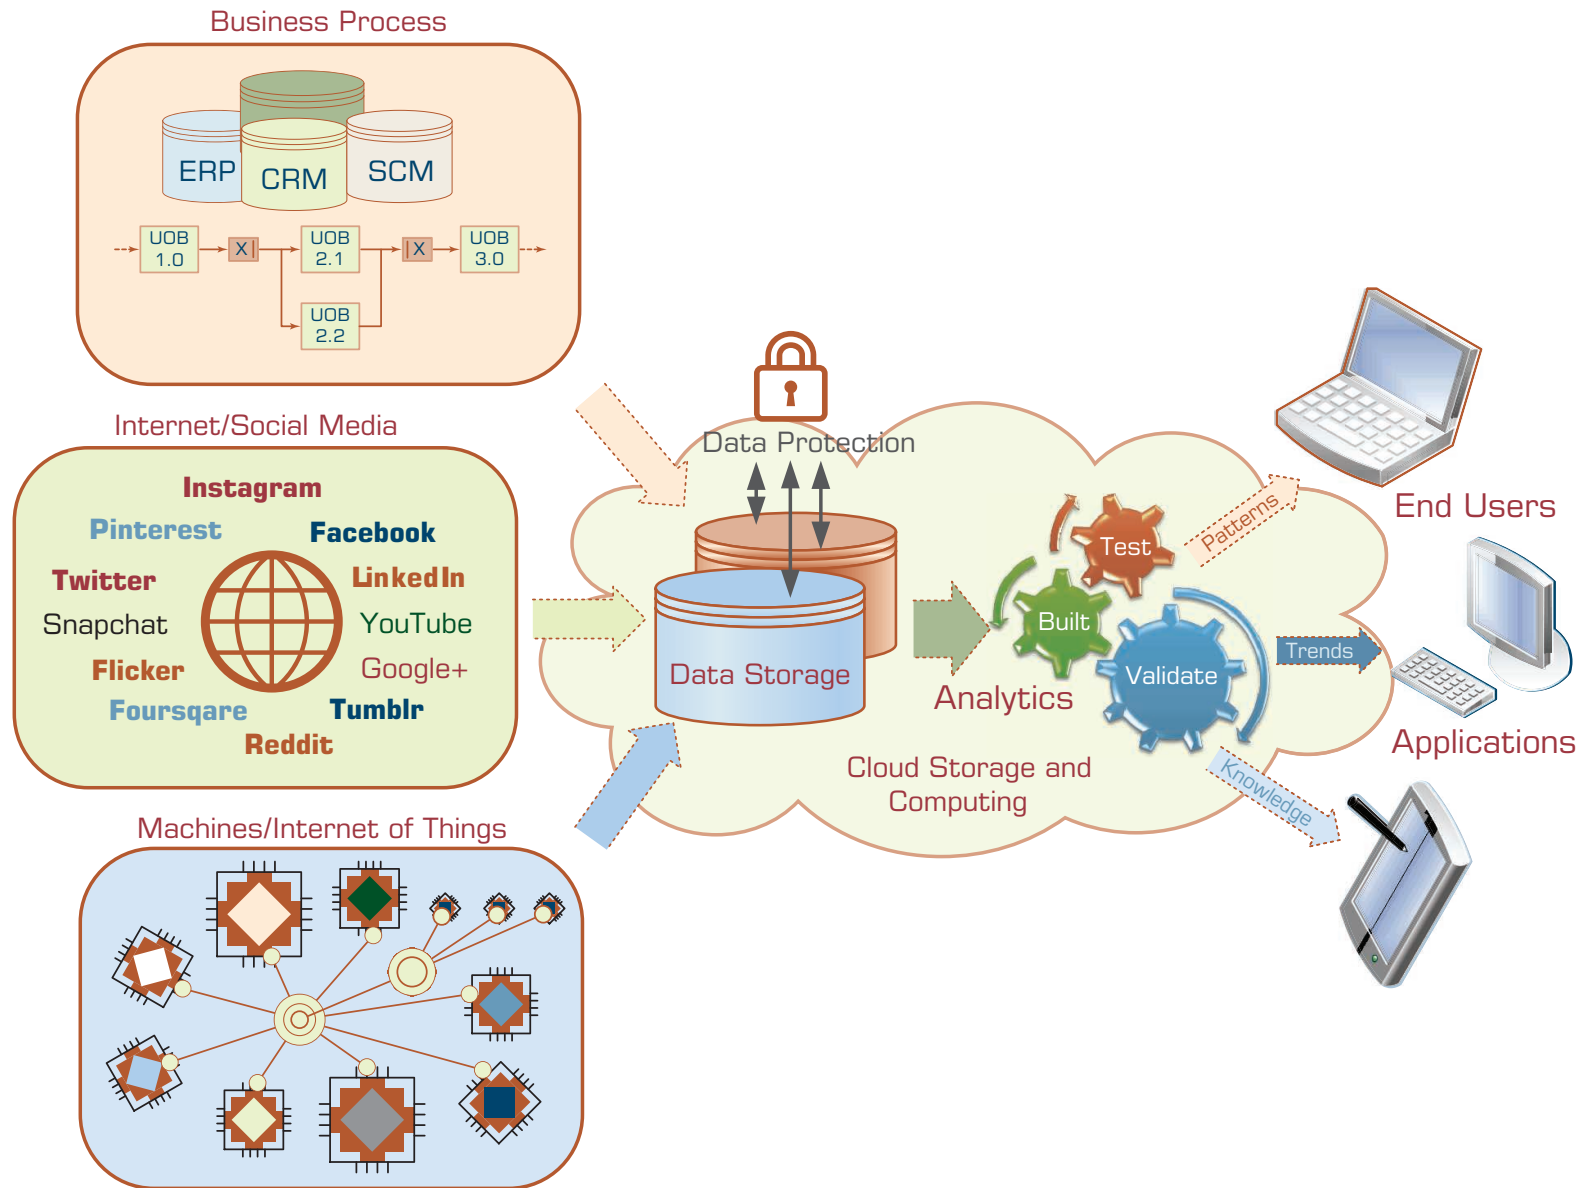 Business Process
ERP
CRM
SCM
UOB
1.0
X|
UOB
2.1
|X
UOB
3.0
UOB
2.2
Internet/Social Media
Instagram
Pinterest
Facebook
Twitter
LinkedIn
Snapchat
YouTube
Flicker
Google+
Foursqare
Tumblr
Reddit
Machines/Internet of Things
Data Protection
Data Storage
Analytics
Test
Built
Validate
Cloud Storage and
Computing
Patterns
Trends
Knowledge
End Users
Applications